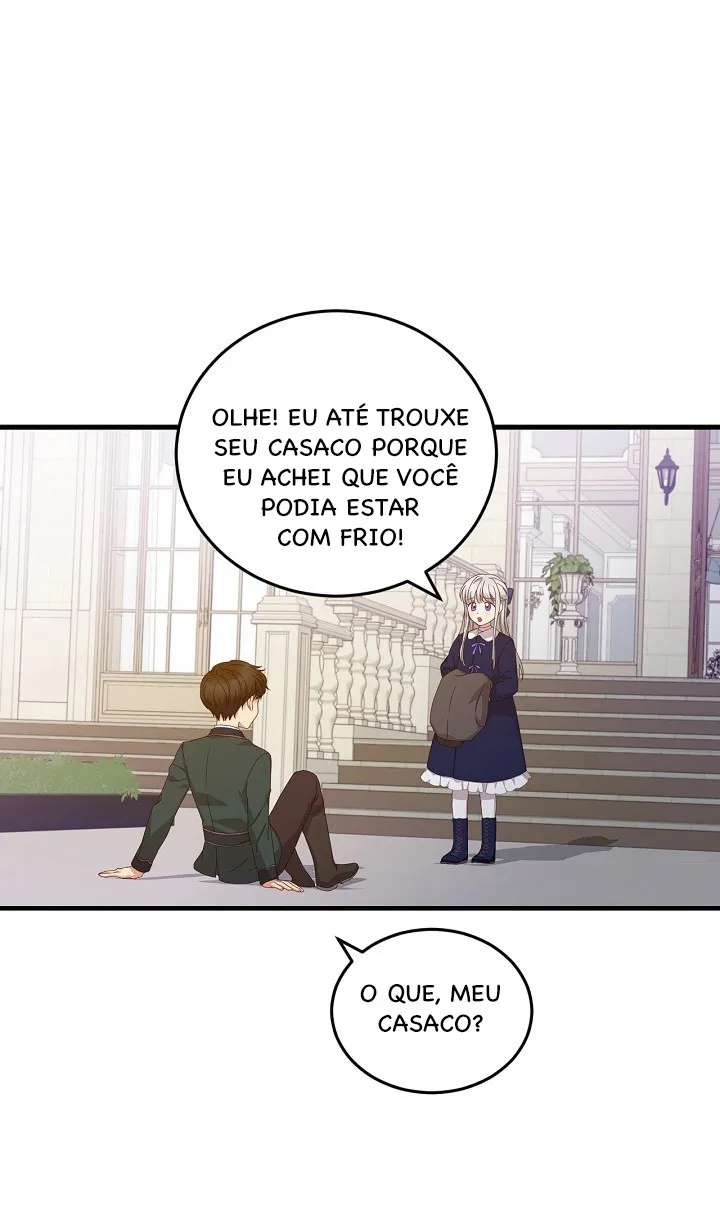 OLHE! EU ATÉ TROUXE
SEU CASACO PORQUE
EU ACHEI QUE VOCÊ
PODIA ESTAR
COM FRIO!
O QUE, MEU
CASACO?